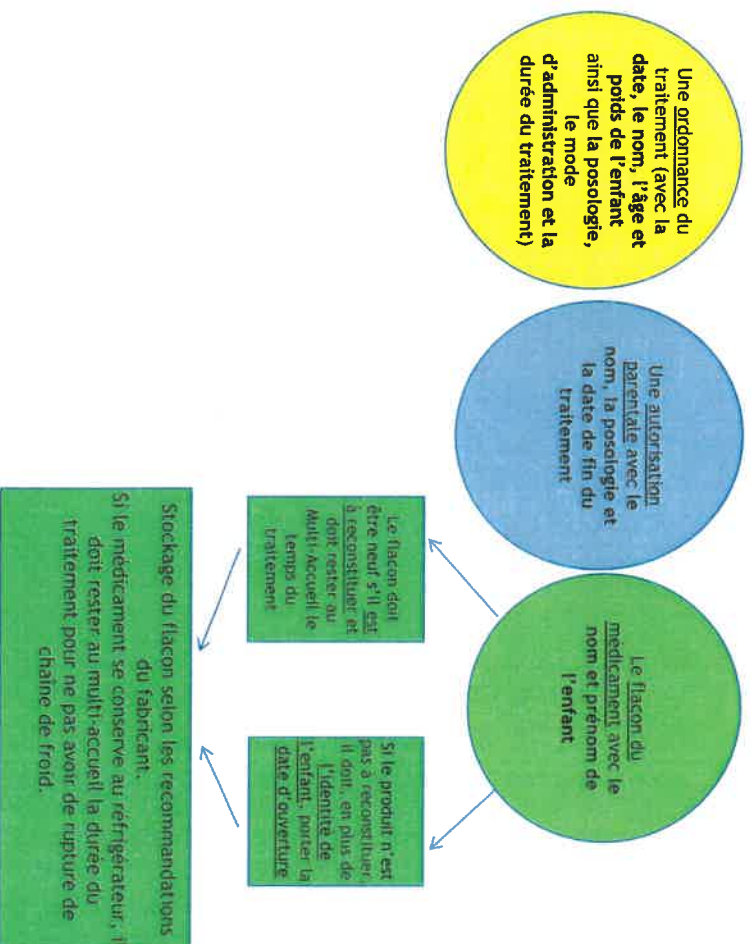 Une ordonnance du
traitement (avec la
date, le nom, l'âge et
poids de l'enfant
ainsi que la posologie,
le mode
d'administration et la
durée du traitement)
Une autorisation
parentale avec le
nom, la posologie et
la date de fin du
traitement
Le flacon du
médicament avec le
nom et prénom de
l'enfant
Le flacon doit
être neuf s'il est
à reconstituer et
doit rester au
Multi-Accueil le
temps du
traitement
Si le produit n'est
pas à reconstituer,
il doit, en plus de
l'identité de
l'enfant, porter la
date d'ouverture
Stockage du flacon selon les recommandations
du fabricant.
Si le médicament se conserve au réfrigérateur, il
doit rester au multi-accueil la durée du
traitement pour ne pas avoir de rupture de
chaine de froid.